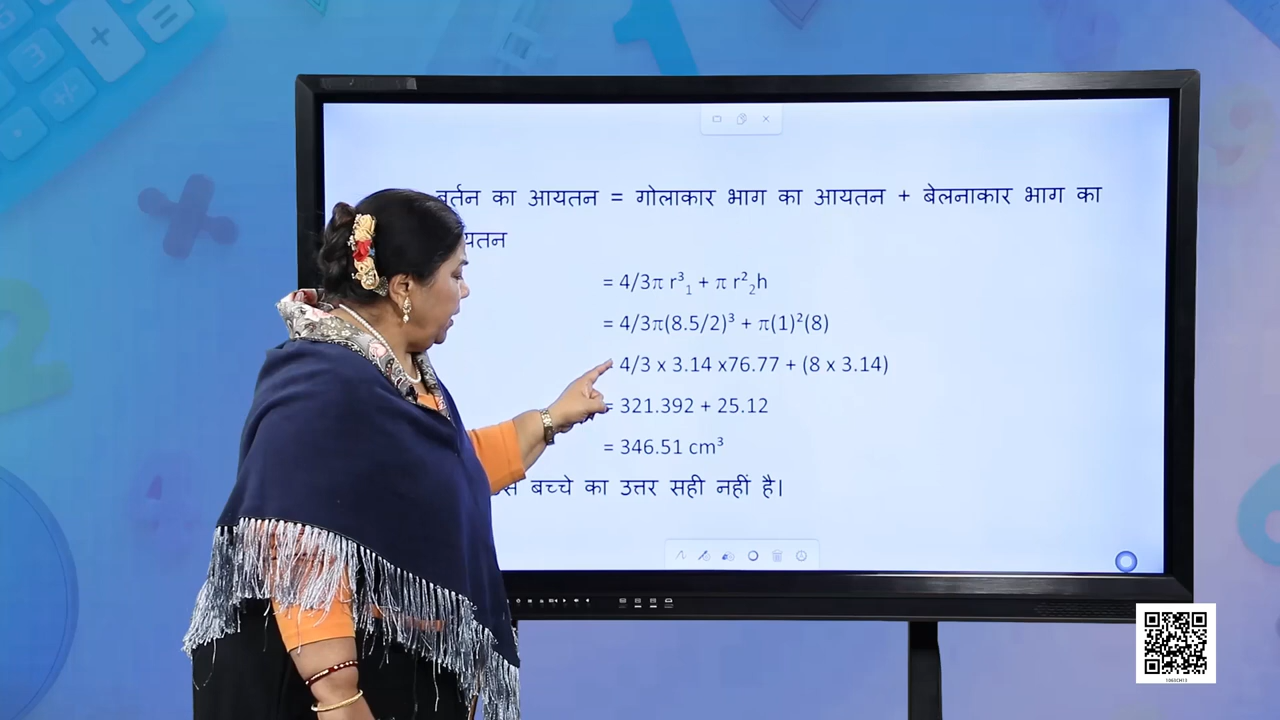 बर्तन का आयतन = गोलाकार भाग का आयतन + बेलनाकार भाग का
यतन
= 4/3π r³₁ + π r²₂h
= 4/3π(8.5/2)³ + π(1)²(8)
4/3 x 3.14 x76.77 + (8 x 3.14)
= 321.392 + 25.12
= 346.51 cm³
बच्चे का उत्तर सही नहीं है।